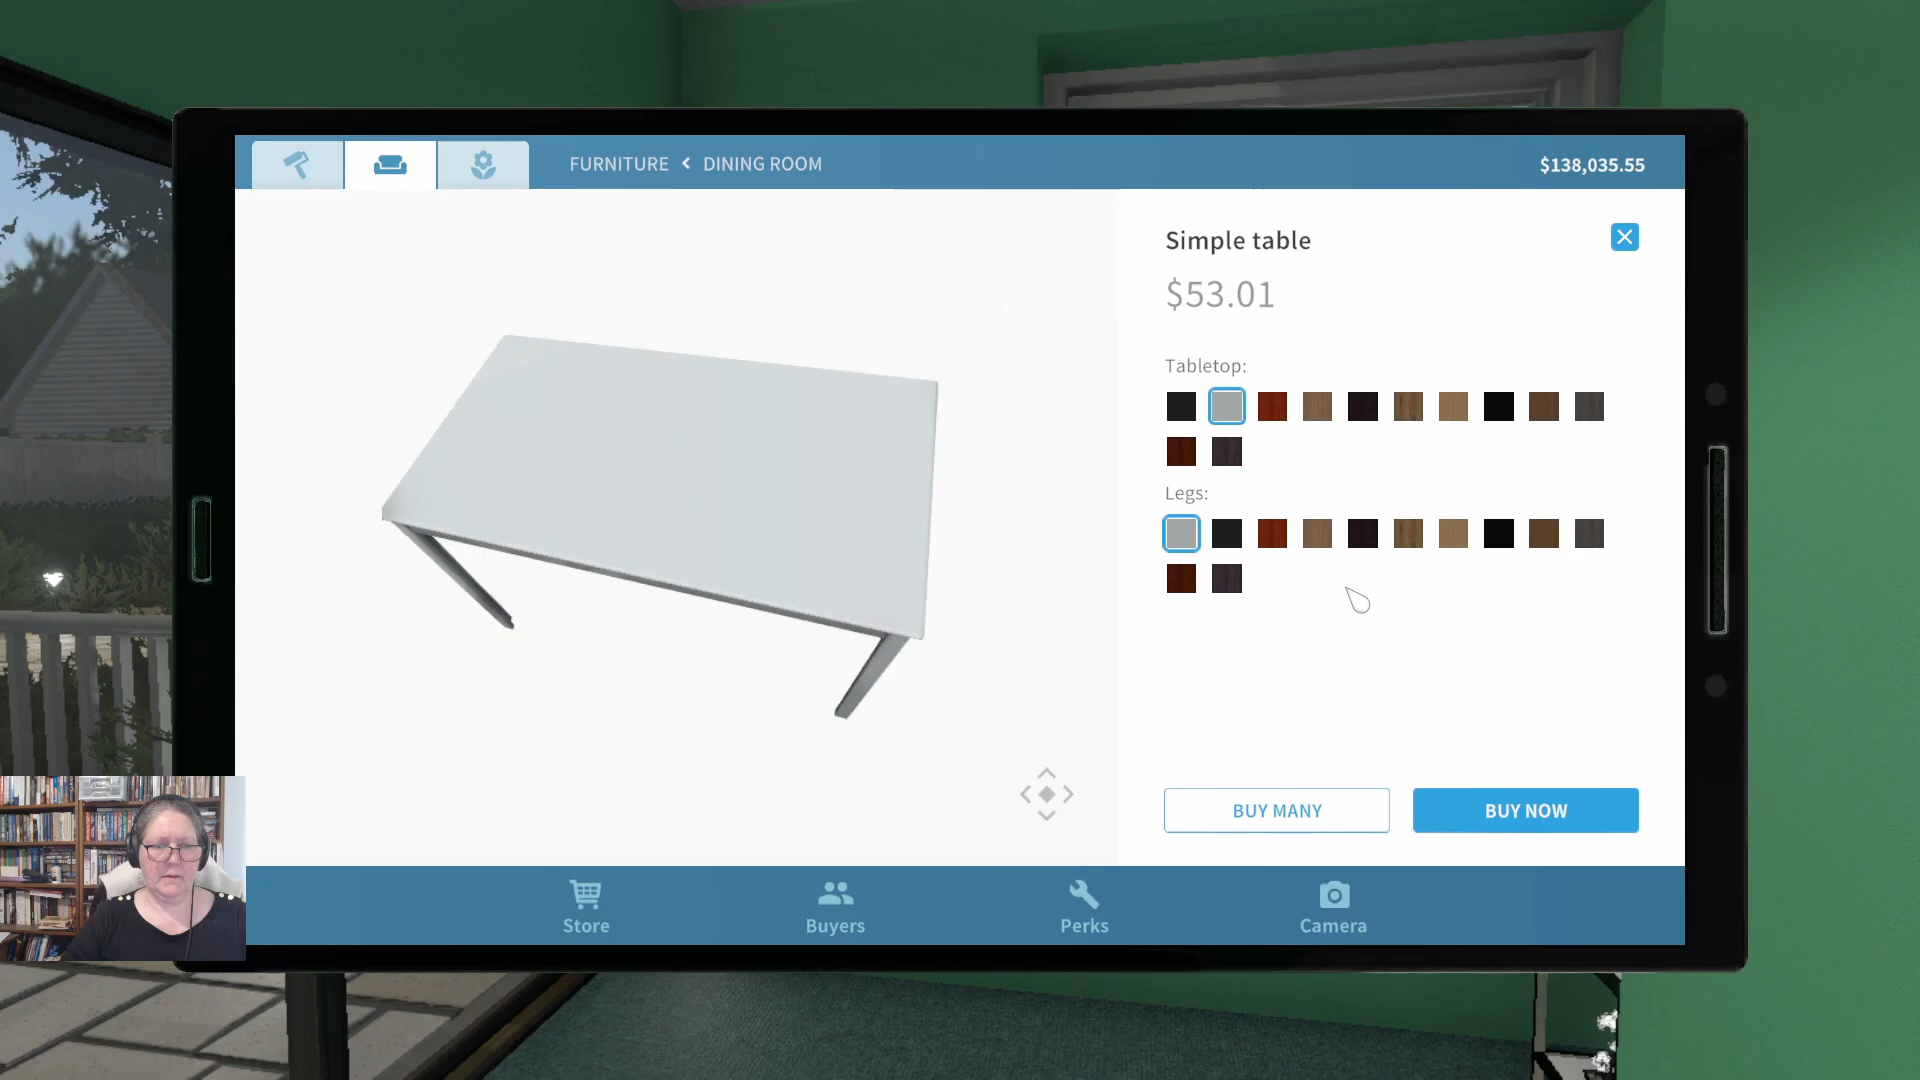 FURNITURE < DINING ROOM
$138,035.55
Simple table
$53.01
Tabletop:
Legs:
BUY MANY
BUY NOW
Store
Buyers
Perks
Camera